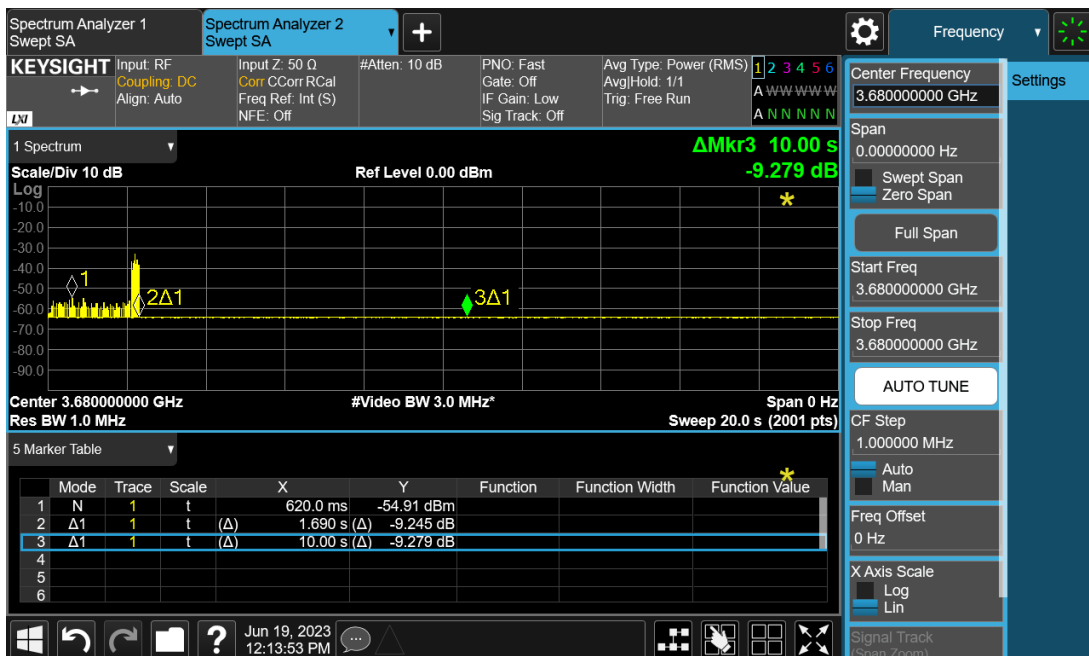 Spectrum Analyzer 1
Swept SA
Spectrum Analyzer 2
Swept SA
▼
+
Frequency
▼
KEYSIGHT
LXI
Input: RF
Coupling: DC
Align: Auto
Input Z: 50 Ω
Corr CCorr RCal
Freq Ref: Int (S)
NFE: Off
#Atten: 10 dB
PNO: Fast
Gate: Off
IF Gain: Low
Sig Track: Off
Avg Type: Power (RMS)
Avg|Hold: 1/1
Trig: Free Run
1 2 3 4 5 6
A W W W W W
A N N N N N
1 Spectrum ▼
ΔMkr3 10.00 s
-9.279 dB
Scale/Div 10 dB
Ref Level 0.00 dBm
Log
-10.0
-20.0
-30.0
-40.0
-50.0
-60.0
-70.0
-80.0
-90.0
*
1
2Δ1
3Δ1
Center 3.680000000 GHz
#Video BW 3.0 MHz*
Span 0 Hz
Res BW 1.0 MHz
Sweep 20.0 s (2001 pts)
5 Marker Table ▼
*
Mode Trace Scale X Y Function Function Width Function Value
1 N 1 t 620.0 ms -54.91 dBm
2 Δ1 1 t (Δ) 1.690 s (Δ) -9.245 dB
3 Δ1 1 t (Δ) 10.00 s (Δ) -9.279 dB
4
5
6
?
Jun 19, 2023
12:13:53 PM
Settings
Center Frequency
3.680000000 GHz
Span
0.00000000 Hz
Swept Span
Zero Span
Full Span
Start Freq
3.680000000 GHz
Stop Freq
3.680000000 GHz
AUTO TUNE
CF Step
1.000000 MHz
Auto
Man
Freq Offset
0 Hz
X Axis Scale
Log
Lin
Signal Track
(Span Zoom)